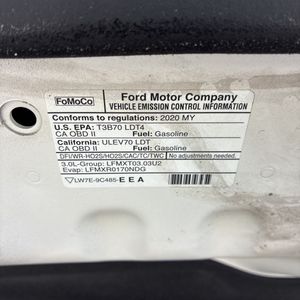 FoMoCo
Ford Motor Company
VEHICLE EMISSION CONTROL INFORMATION
Conforms to regulations: 2020 MY
U.S. EPA: T3B70 LDT4
CA OBD II Fuel: Gasoline
California: ULEV70 LDT
CA OBD II Fuel: Gasoline
DFI/WR-HO2S/HO2S/CAC/TC/TWC No adjustments needed.
3.0L-Group: LFMXT03.03U2
Evap: LFMXR0170NDG
LW7E-9C485-EEA